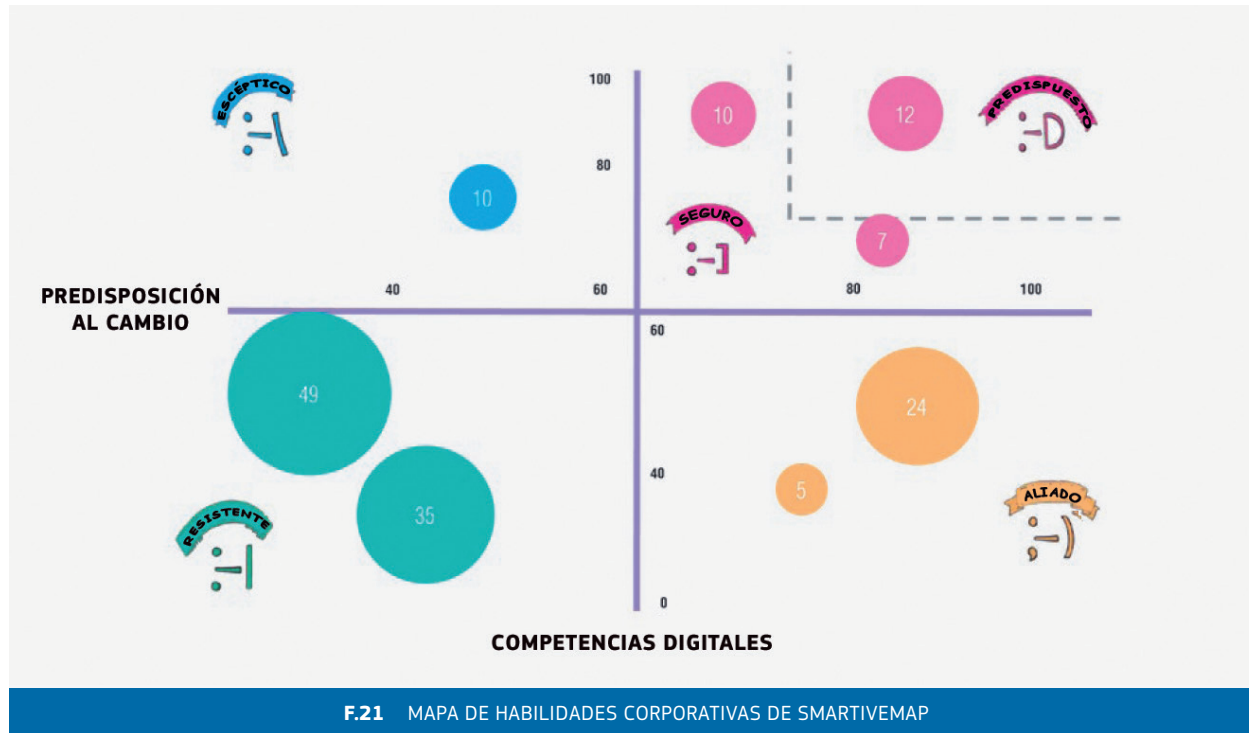 ESCÉPTICO
100
10
12
PREDISPUESTO
:-\
:-D
80
10
SEGURO
7
:-]
PREDISPOSICIÓN
AL CAMBIO
40
60
80
100
60
49
24
40
5
ALIADO
35
RESISTENTE
;-)
:-|
0
COMPETENCIAS DIGITALES
F.21 MAPA DE HABILIDADES CORPORATIVAS DE SMARTIVEMAP